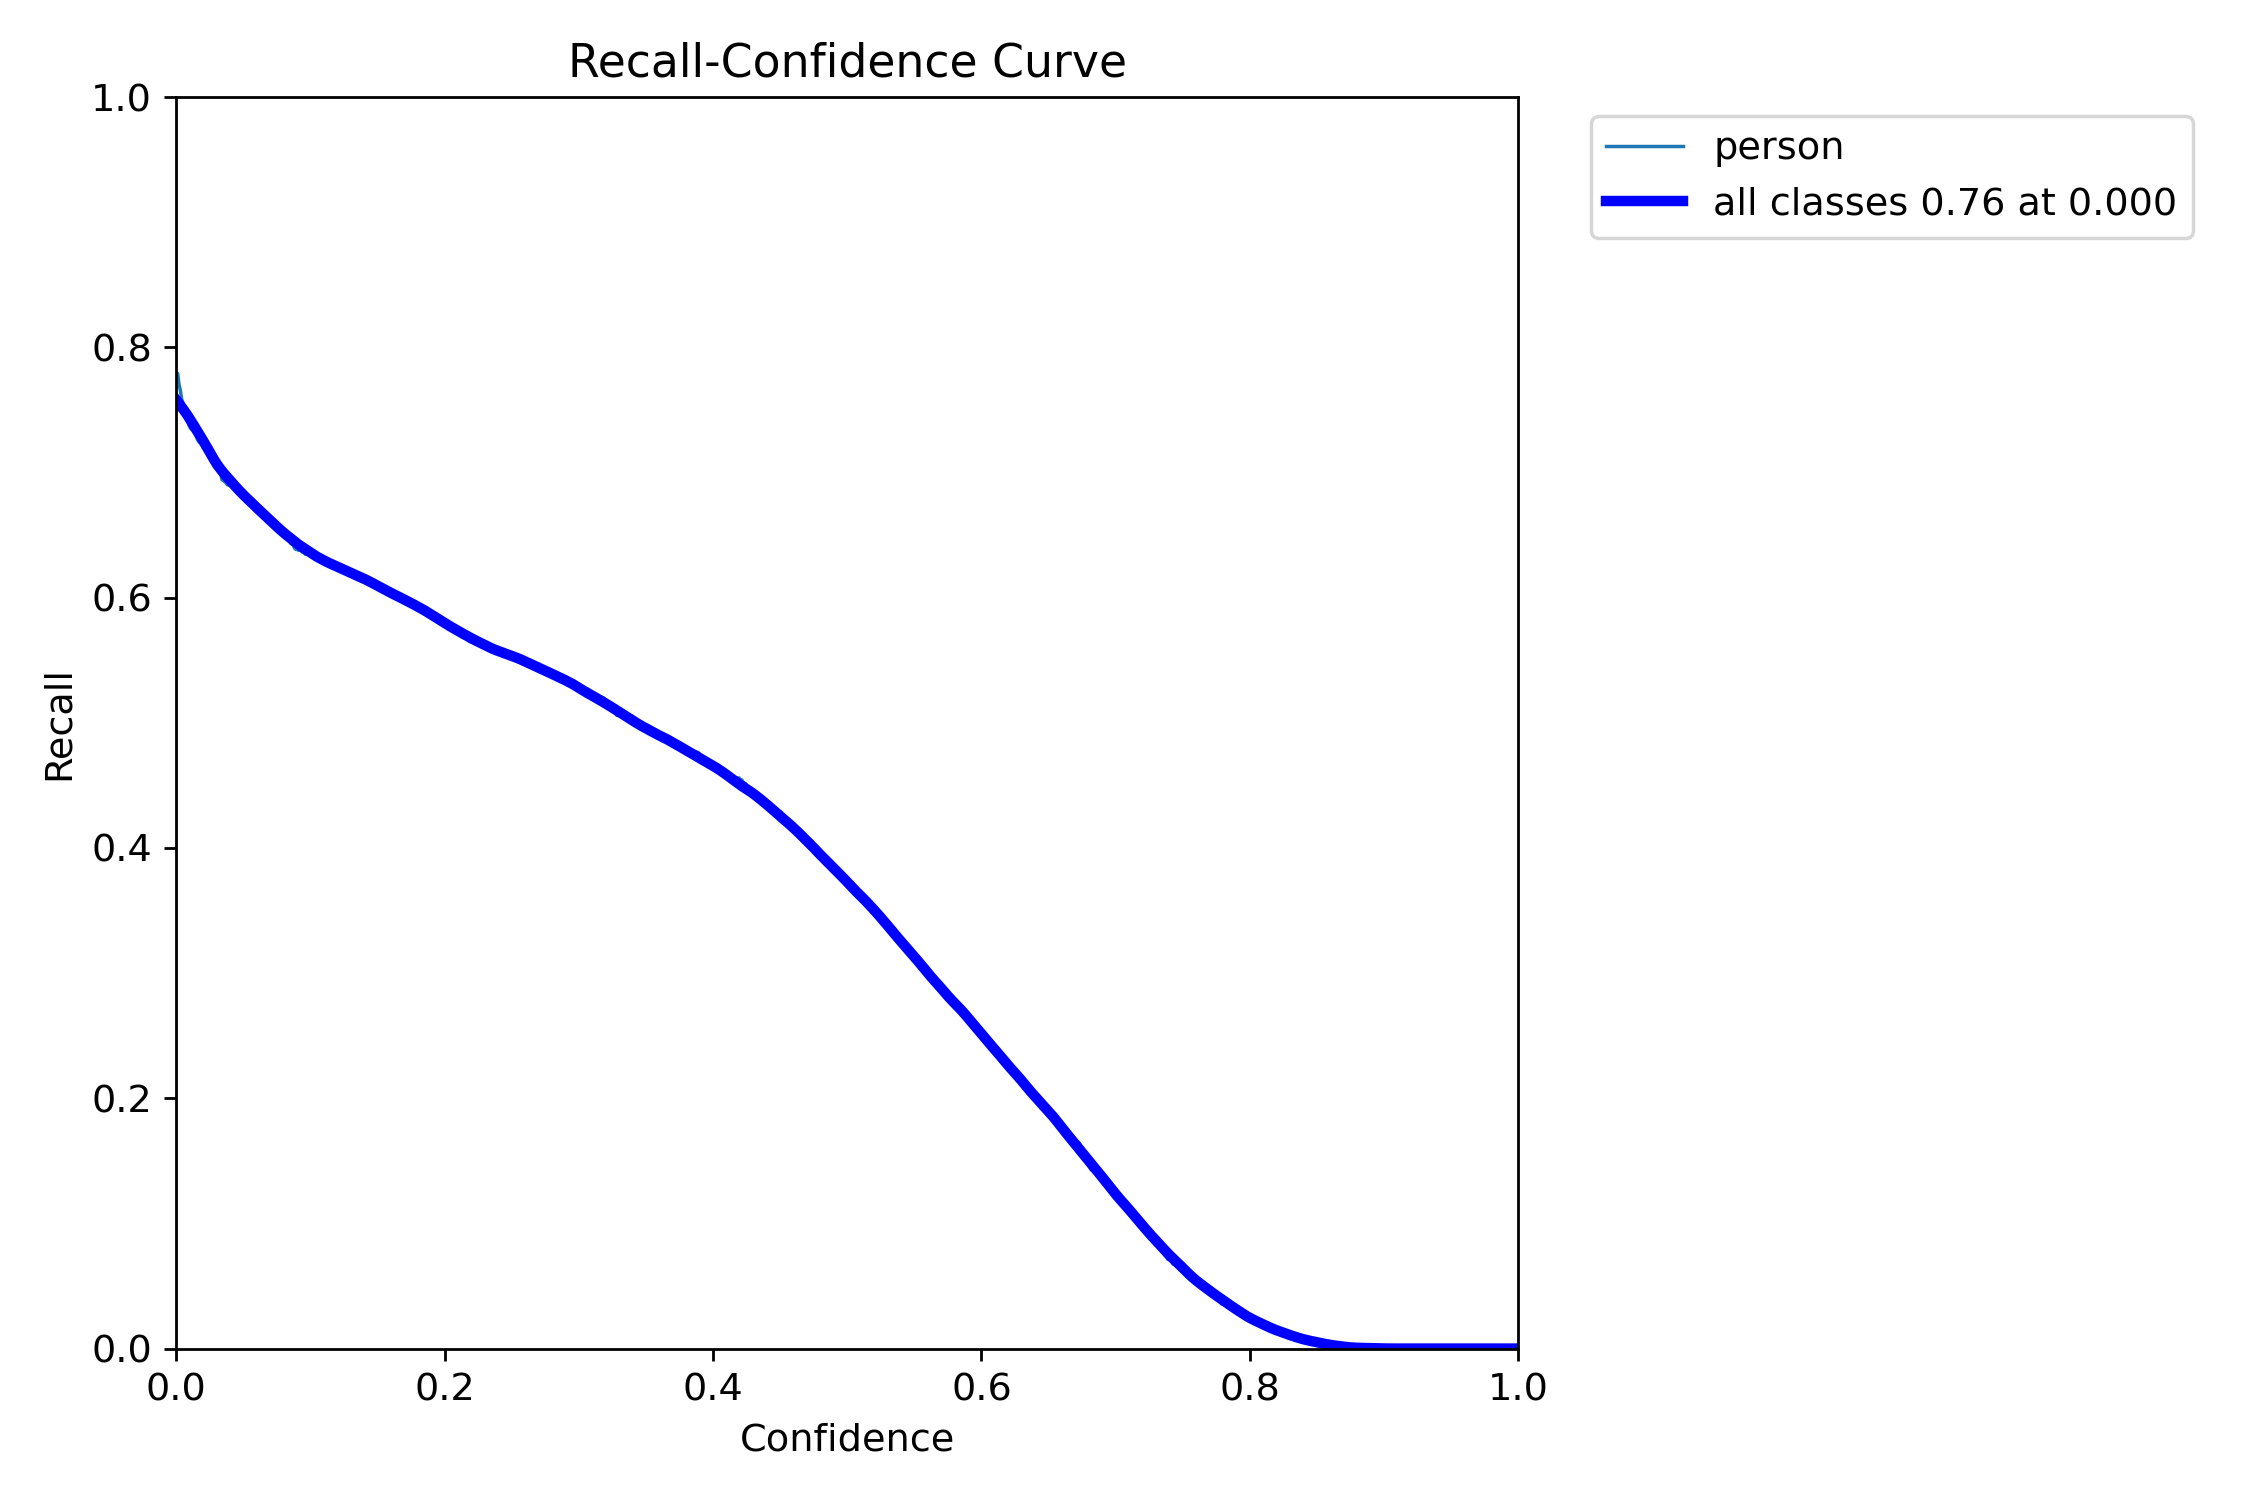 Recall-Confidence Curve
1.0
0.8
0.6
0.4
0.2
0.0
Recall
0.0 0.2 0.4 0.6 0.8 1.0
Confidence
person
all classes 0.76 at 0.000